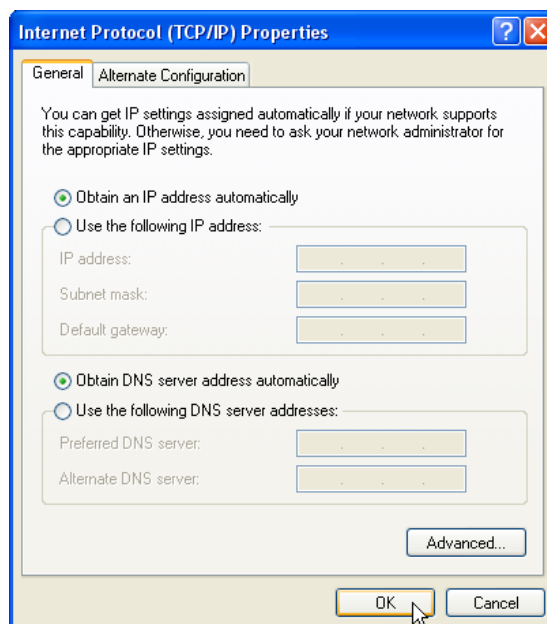 Internet Protocol (TCP/IP) Properties
General
Alternate Configuration
You can get IP settings assigned automatically if your network supports
this capability. Otherwise, you need to ask your network administrator for
the appropriate IP settings.
Obtain an IP address automatically
Use the following IP address:
IP address:
Subnet mask:
Default gateway:
Obtain DNS server address automatically
Use the following DNS server addresses:
Preferred DNS server:
Alternate DNS server:
Advanced...
OK
Cancel